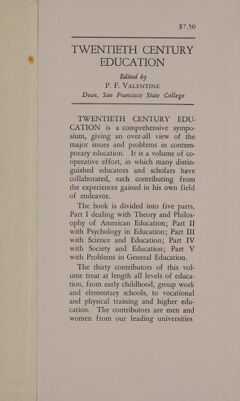 $7.50
TWENTIETH CENTURY
EDUCATION
Edited by
P. F. VALENTINE
Dean, San Francisco State College
TWENTIETH CENTURY EDU-
CATION is a comprehensive sympo-
sium, giving an over-all view of the
major issues and problems in contem-
porary education. It is a volume of co-
operative effort, in which many distin-
guished educators and scholars have
collaborated, each contributing from
the experiences gained in his own field
of endeavor.
The book is divided into five parts,
Part I dealing with Theory and Philos-
ophy of American Education; Part II
with Psychology in Education; Part III
with Science and Education; Part IV
with Society and Education; Part V
with Problems in General Education.
The thirty contributors of this vol-
ume treat at length all levels of educa-
tion, from early childhood, group work
and elementary schools, to vocational
and physical training and higher edu-
cation. The contributors are men and
women from our leading universities